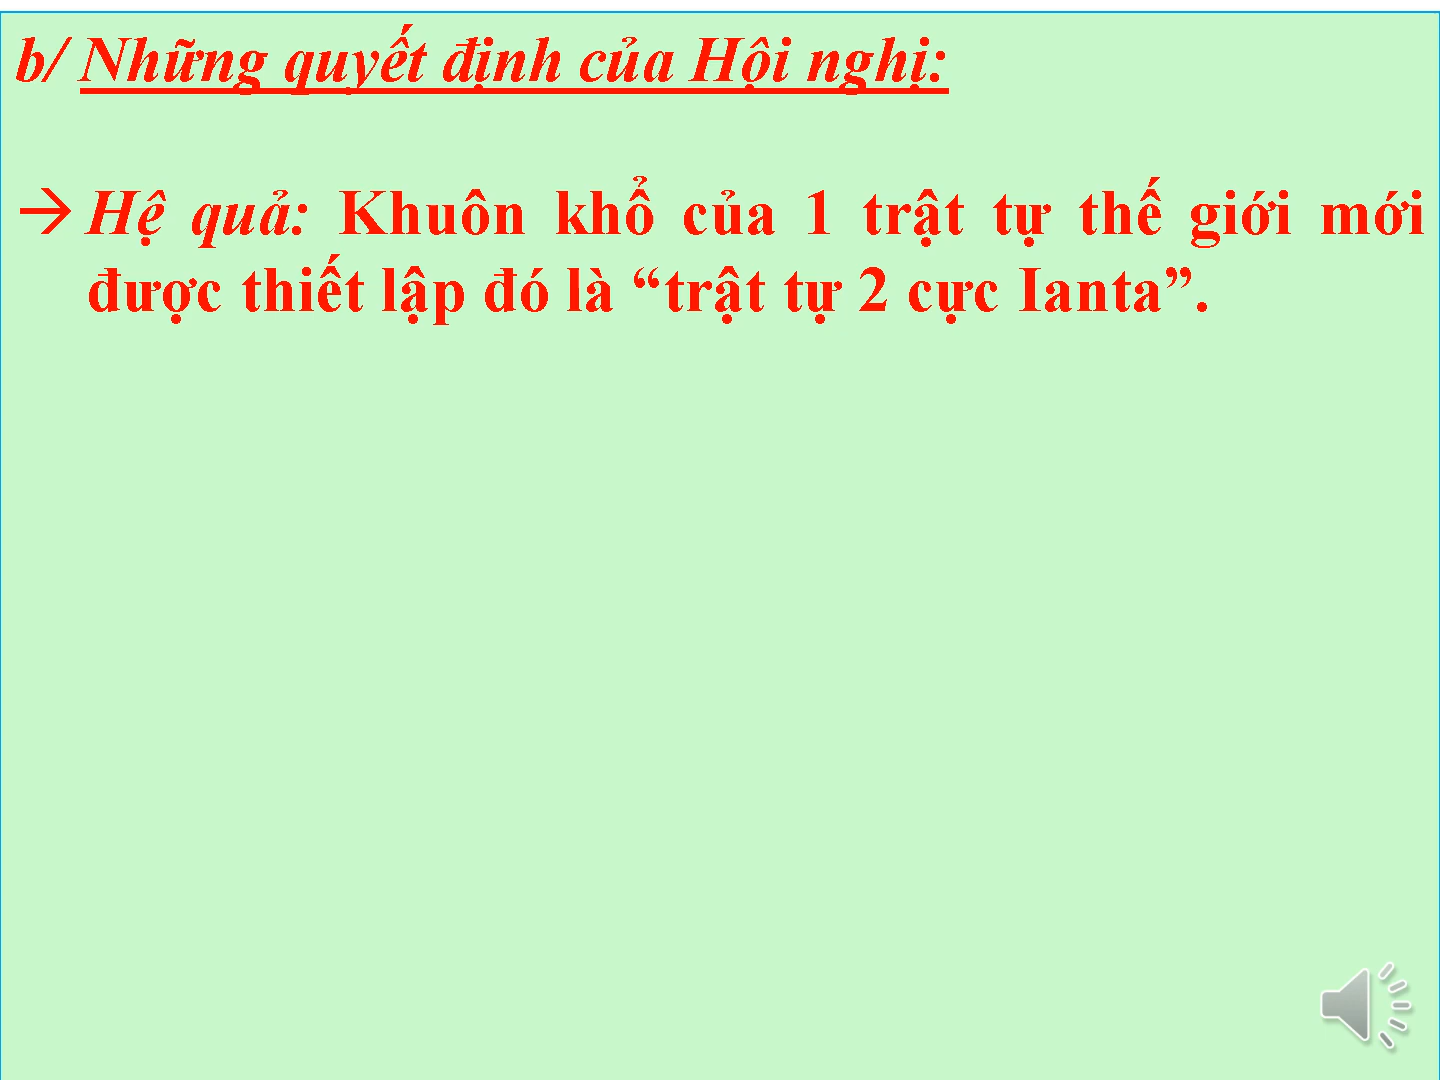 b/ Những quyết định của Hội nghị:
→ Hệ quả: Khuôn khổ của 1 trật tự thế giới mới
được thiết lập đó là “trật tự 2 cực Ianta”.